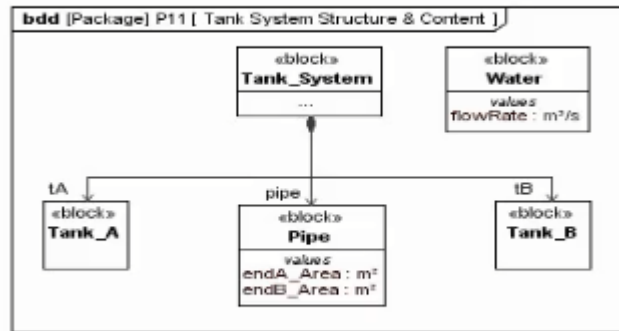 bdd [Package] P11 [ Tank System Structure & Content ]
«block»
Tank_System
...
«block»
Water
values
flowRate : m³/s
tA
pipe
tB
«block»
Tank_A
«block»
Pipe
values
endA_Area : m²
endB_Area : m²
«block»
Tank_B